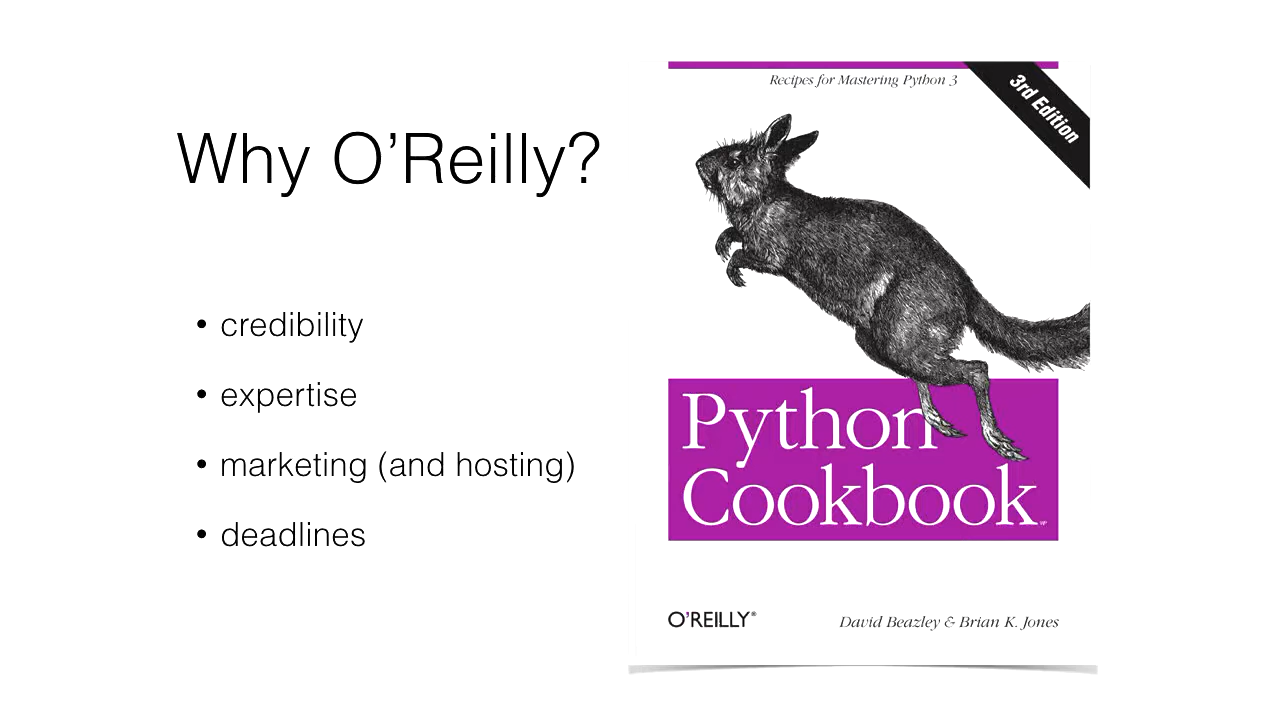 Why O’Reilly?
• credibility
• expertise
• marketing (and hosting)
• deadlines
Recipes for Mastering Python 3
3rd Edition
Python
Cookbook
O'REILLY®
David Beazley & Brian K. Jones